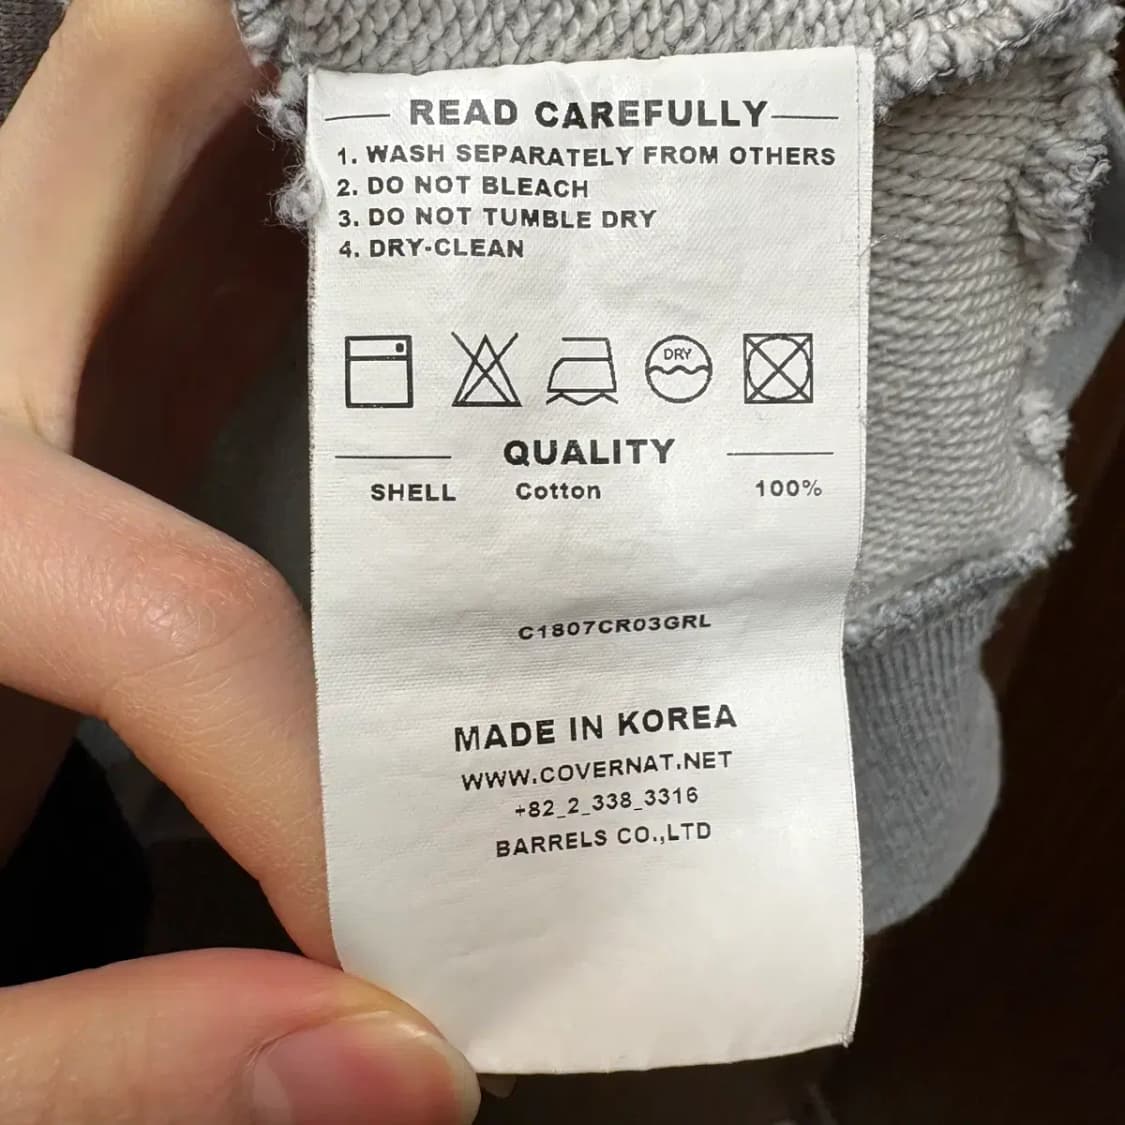 READ CAREFULLY
1. WASH SEPARATELY FROM OTHERS
2. DO NOT BLEACH
3. DO NOT TUMBLE DRY
4. DRY-CLEAN
DRY
QUALITY
SHELL Cotton 100%
C1807CR03GRL
MADE IN KOREA
WWW.COVERNAT.NET
+82_2_338_3316
BARRELS CO.,LTD